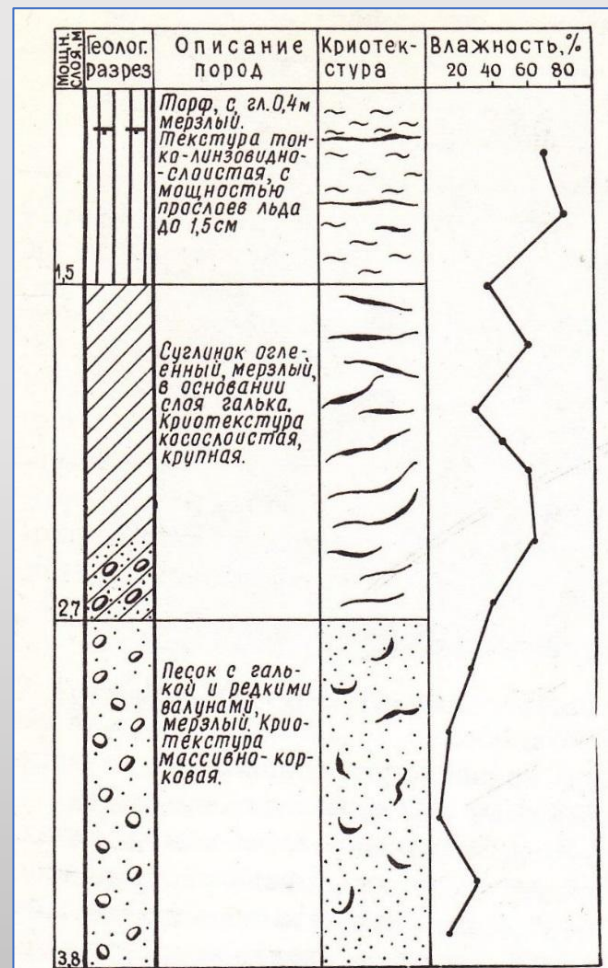 Мощн. слоя, м
Геолог. разрез
Описание
пород
Криотек-
стура
Влажность, %
20 40 60 80
Торф, с гл. 0,4 м
мерзлый.
Текстура тон-
ко-линзовидно-
-слоистая, с
мощностью
прослоев льда
до 1,5 см
1,5
Суглинок огле-
енный, мерзлый,
в основании
слоя галька.
Криотекстура
косослоистая,
крупная.
2,7
Песок с галь-
кой и редкими
валунами,
мерзлый. Крио-
текстура
массивно-кор-
ковая.
3,8